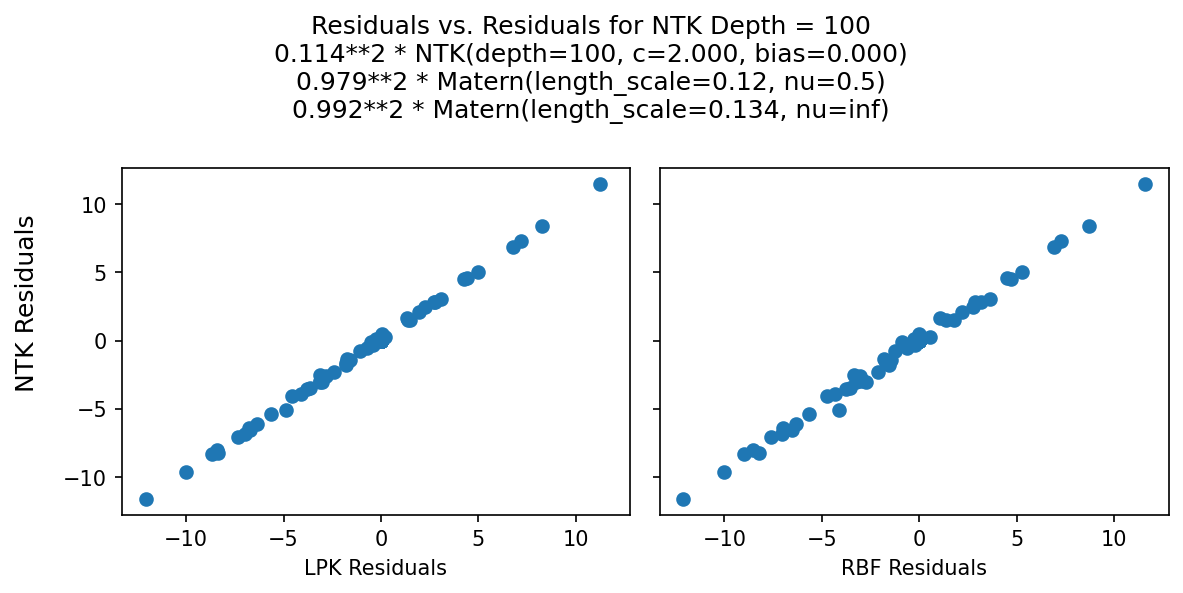 Residuals vs. Residuals for NTK Depth = 100
0.114**2 * NTK(depth=100, c=2.000, bias=0.000)
0.979**2 * Matern(length_scale=0.12, nu=0.5)
0.992**2 * Matern(length_scale=0.134, nu=inf)
NTK Residuals
10
5
0
−5
−10
−10 −5 0 5 10
LPK Residuals
−10 −5 0 5 10
RBF Residuals